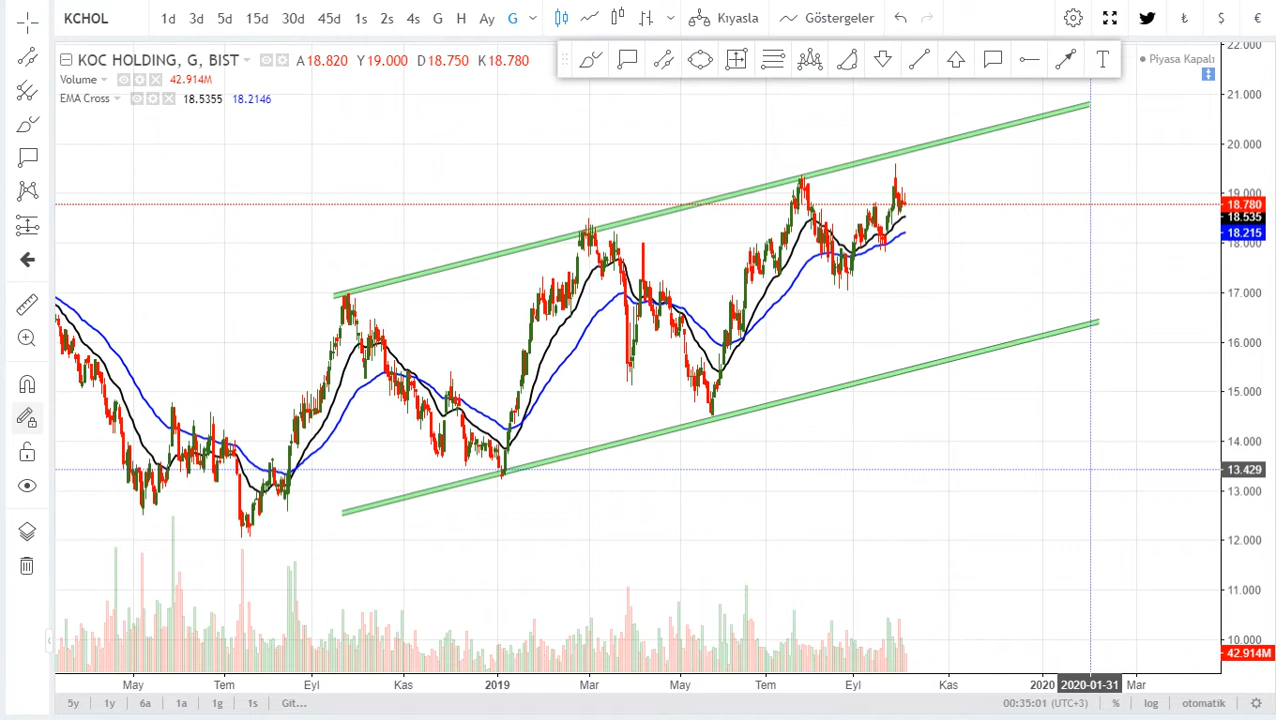 KCHOL 1d 3d 5d 15d 30d 45d 1s 2s 4s G H Ay G Kıyasla Göstergeler ₺ $ €
KOC HOLDING, G, BIST A 18.820 Y 19.000 D 18.750 K 18.780
Volume 42.914M
EMA Cross 18.5355 18.2146
Piyasa Kapalı
T
22.000
21.000
20.000
19.000
18.780
18.535
18.215
18.000
17.000
16.000
15.000
14.000
13.429
13.000
12.000
11.000
10.000
42.914M
May Tem Eyl Kas 2019 Mar May Tem Eyl Kas 2020 2020-01-31 Mar
5y 1y 6a 1a 1g 1s Git... 00:35:01 (UTC+3) % log otomatik